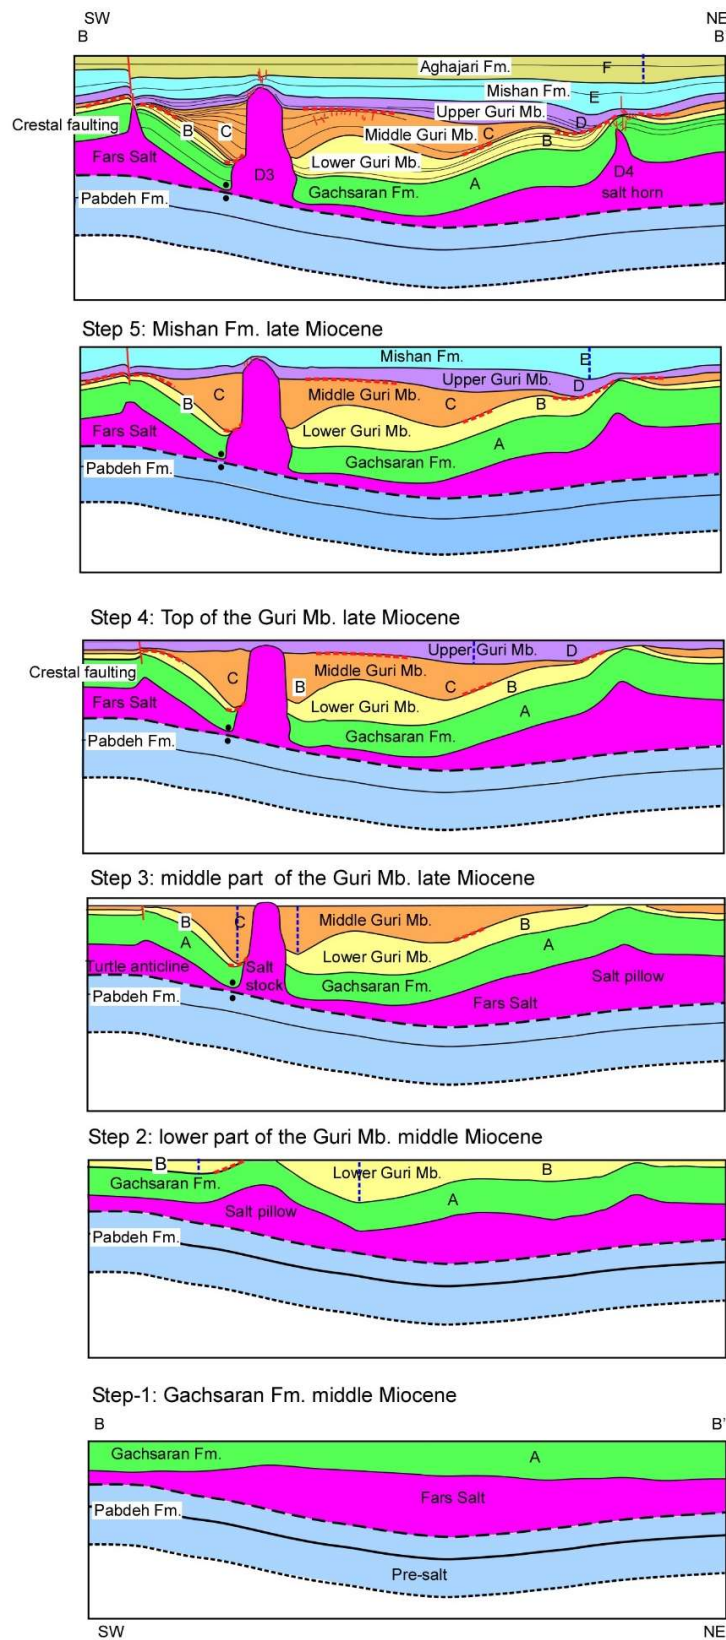 SW NE
B B
Aghajari Fm. F
Mishan Fm.
E
Upper Guri Mb.
Crestal faulting B C Middle Guri Mb. C D
B
Fars Salt Lower Guri Mb.
D3 Gachsaran Fm. A D4
salt horn
Pabdeh Fm.
Step 5: Mishan Fm. late Miocene
Mishan Fm. E
Upper Guri Mb. D
B C Middle Guri Mb. C B
Fars Salt Lower Guri Mb. A
Gachsaran Fm.
Pabdeh Fm.
Step 4: Top of the Guri Mb. late Miocene
Upper Guri Mb. D
Crestal faulting Middle Guri Mb.
C B C B
Fars Salt Lower Guri Mb. A
Gachsaran Fm.
Pabdeh Fm.
Step 3: middle part of the Guri Mb. late Miocene
B C Middle Guri Mb. B
A Lower Guri Mb. A
Turtle anticline Salt stock Gachsaran Fm. Salt pillow
Fars Salt
Pabdeh Fm.
Step 2: lower part of the Guri Mb. middle Miocene
B Lower Guri Mb. B
Gachsaran Fm. A
Salt pillow
Pabdeh Fm.
Step-1: Gachsaran Fm. middle Miocene
B B'
Gachsaran Fm. A
Fars Salt
Pabdeh Fm.
Pre-salt
SW NE